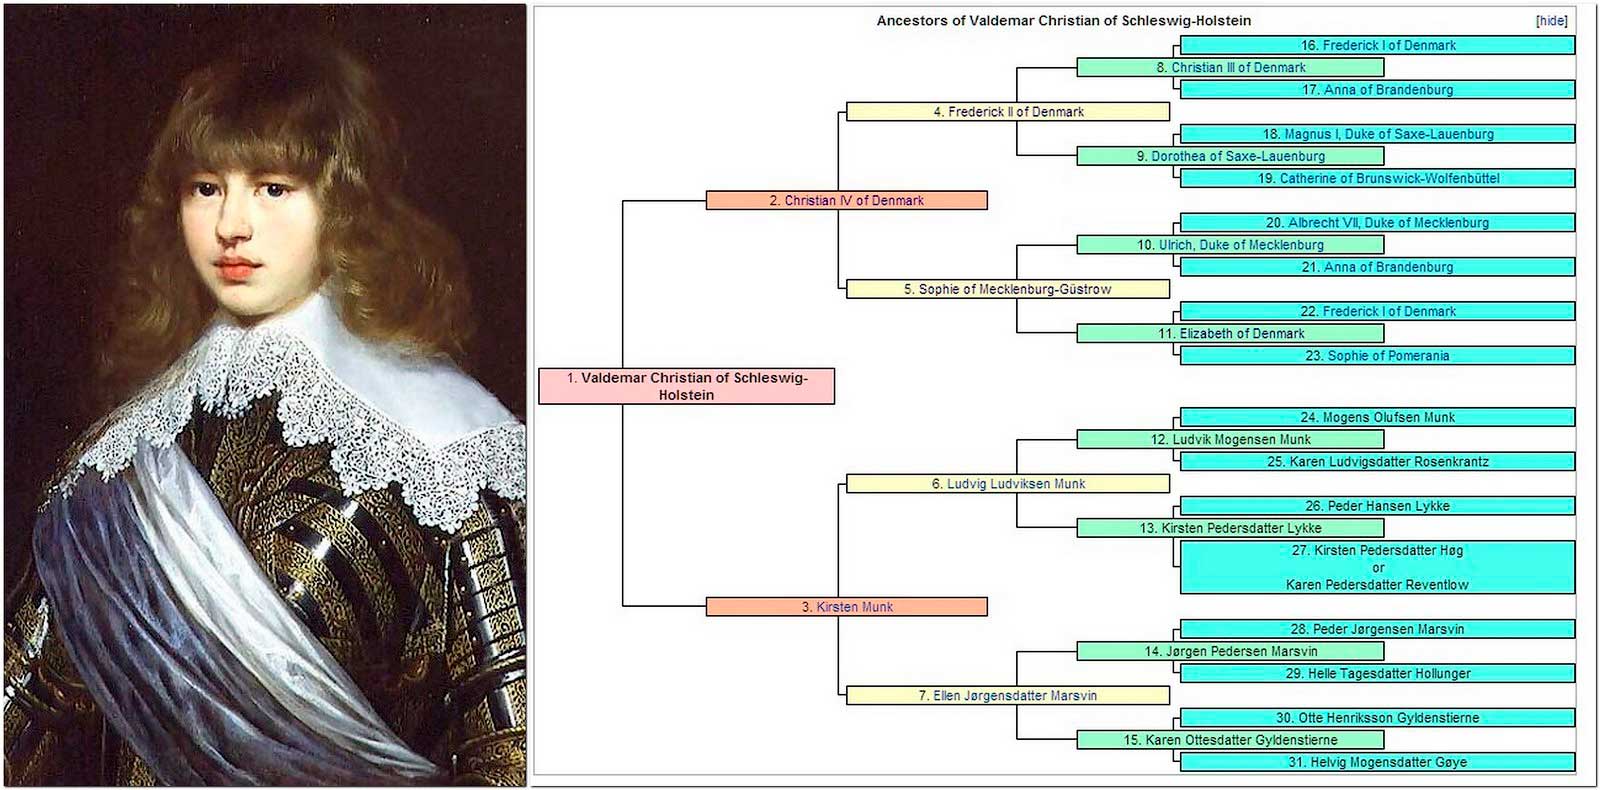 Ancestors of Valdemar Christian of Schleswig-Holstein
[hide]
16. Frederick I of Denmark
8. Christian III of Denmark
17. Anna of Brandenburg
4. Frederick II of Denmark
18. Magnus I, Duke of Saxe-Lauenburg
9. Dorothea of Saxe-Lauenburg
19. Catherine of Brunswick-Wolfenbüttel
2. Christian IV of Denmark
20. Albrecht VII, Duke of Mecklenburg
10. Ulrich, Duke of Mecklenburg
21. Anna of Brandenburg
5. Sophie of Mecklenburg-Güstrow
22. Frederick I of Denmark
11. Elizabeth of Denmark
23. Sophie of Pomerania
1. Valdemar Christian of Schleswig-
Holstein
24. Mogens Olufsen Munk
12. Ludvik Mogensen Munk
25. Karen Ludvigsdatter Rosenkrantz
6. Ludvig Ludviksen Munk
26. Peder Hansen Lykke
13. Kirsten Pedersdatter Lykke
27. Kirsten Pedersdatter Høg
or
Karen Pedersdatter Reventlow
3. Kirsten Munk
28. Peder Jørgensen Marsvin
14. Jørgen Pedersen Marsvin
29. Helle Tagesdatter Hollunger
7. Ellen Jørgensdatter Marsvin
30. Otte Henriksson Gyldenstierne
15. Karen Ottesdatter Gyldenstierne
31. Helvig Mogensdatter Gøye